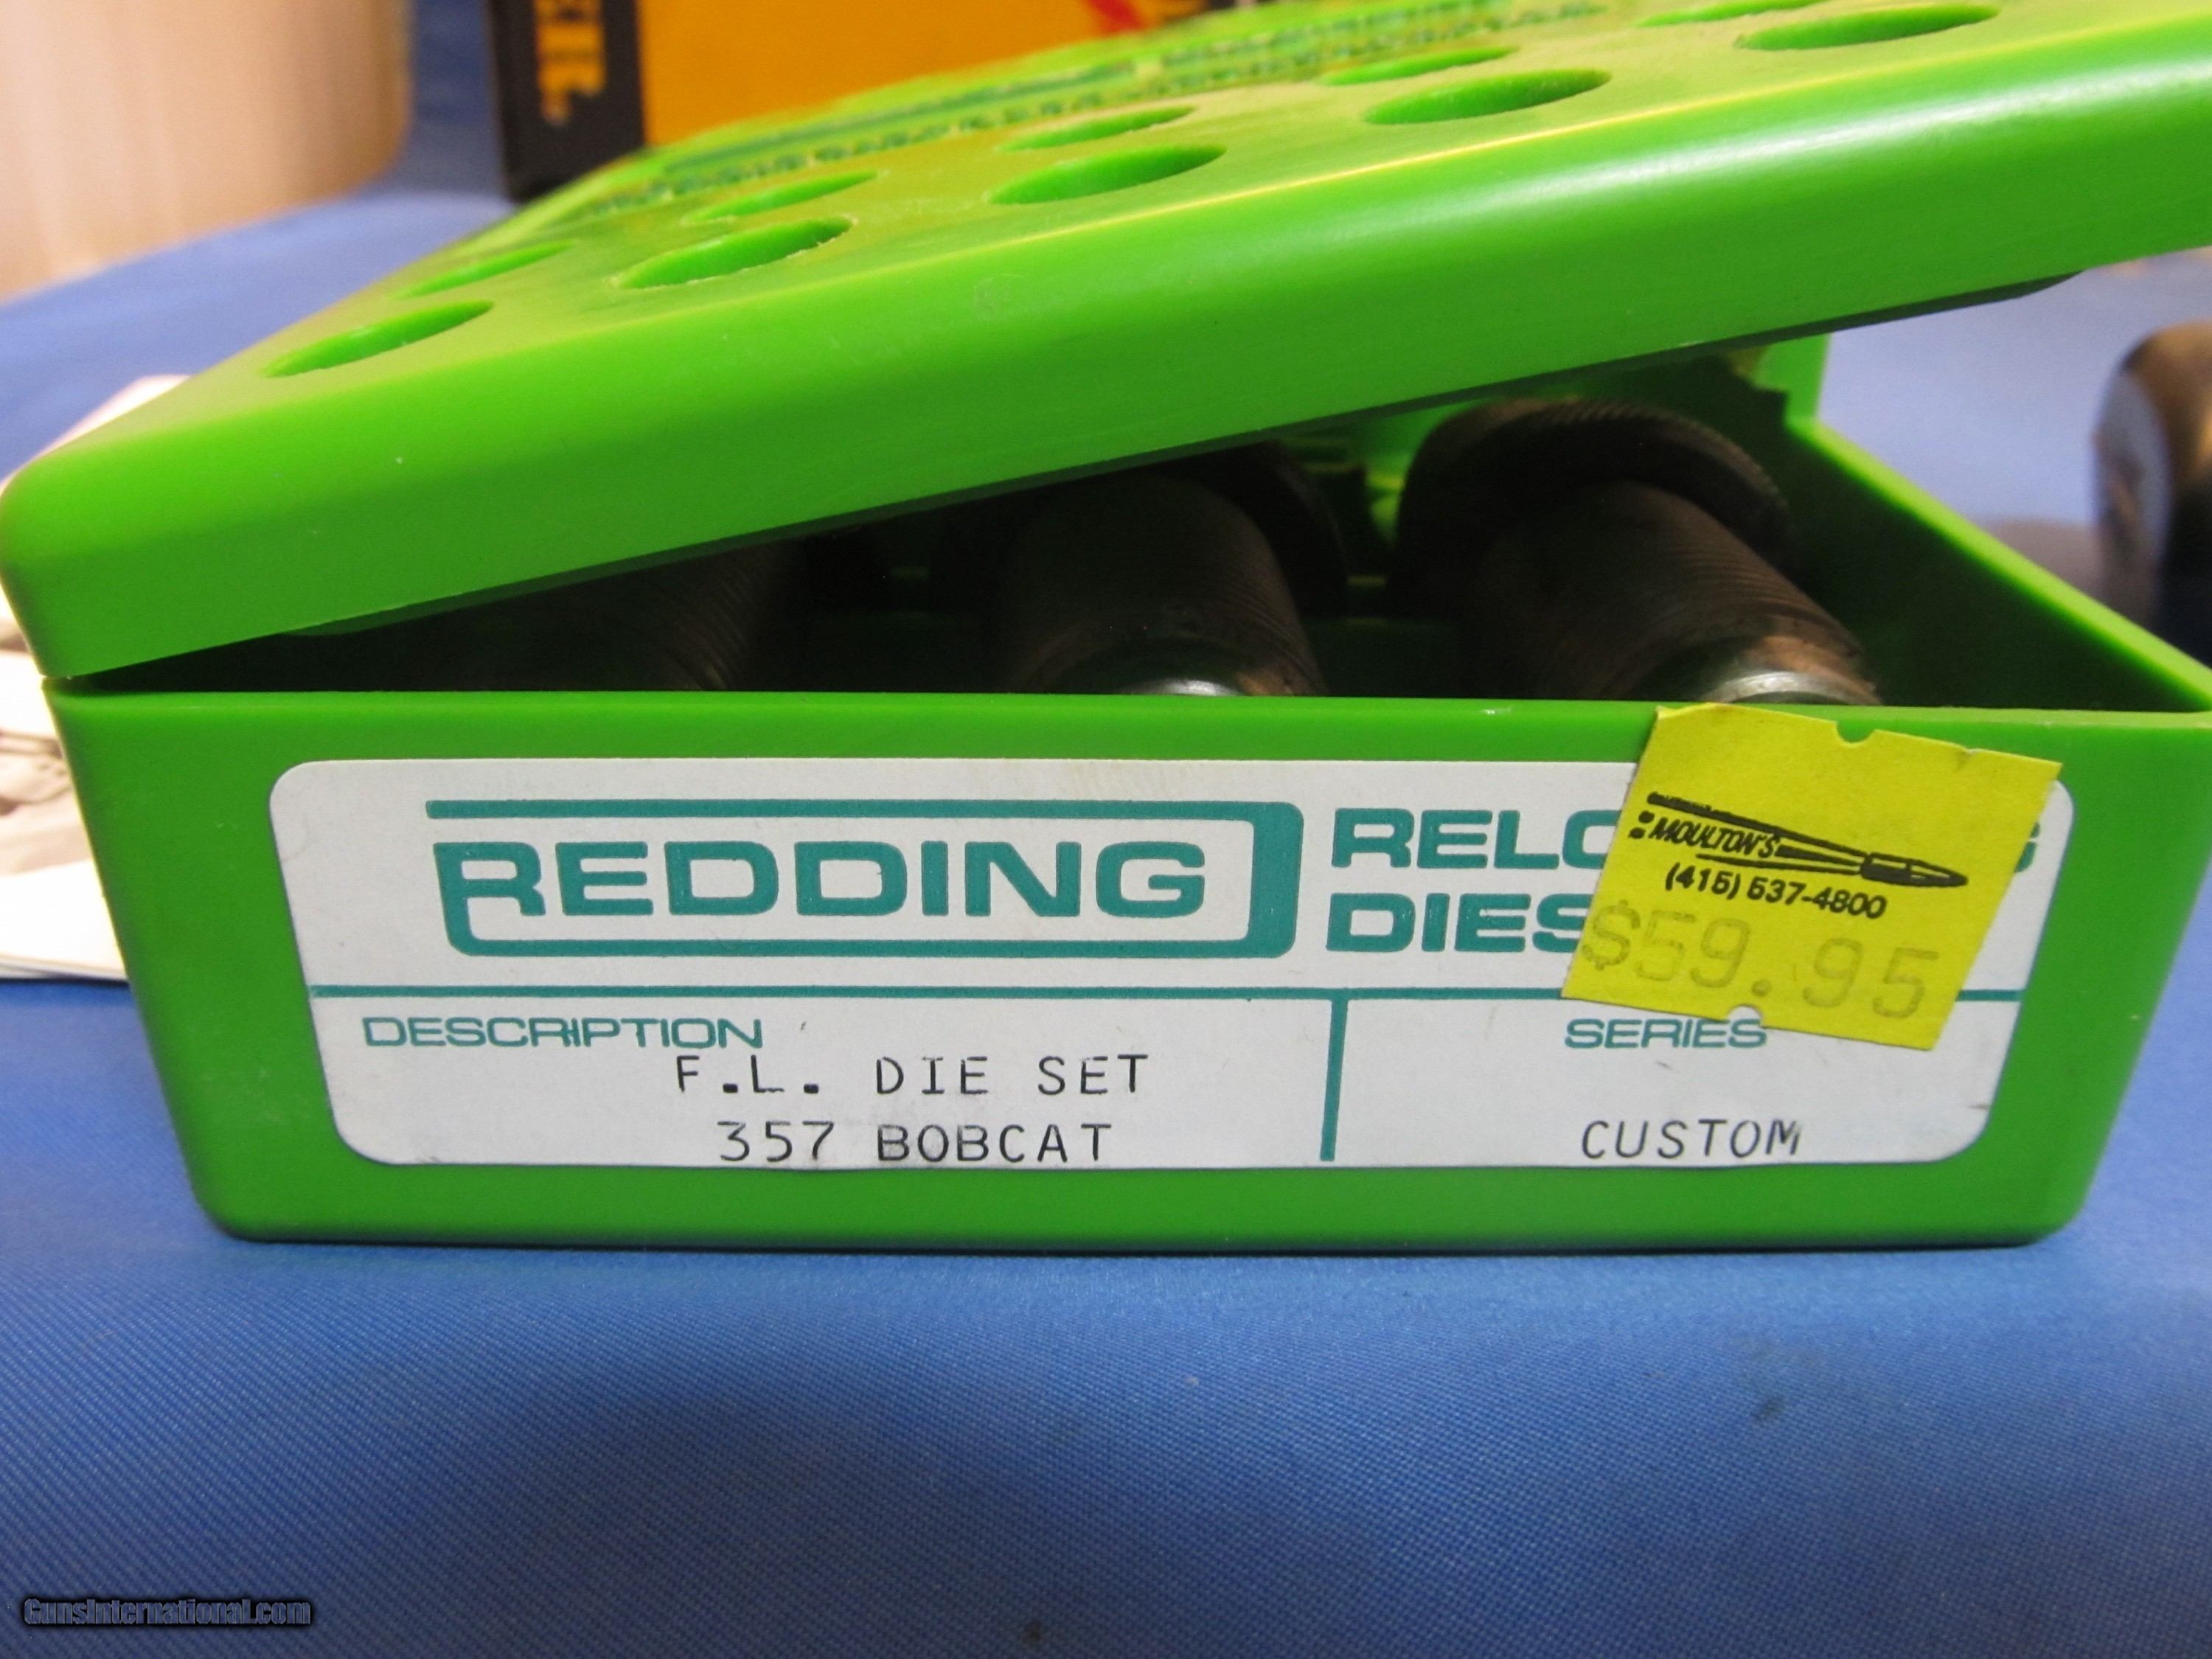 REDDING
RELO
DIES
MOULTON'S
(415) 537-4800
$59.95
DESCRIPTION
F.L. DIE SET
357 BOBCAT
SERIES
CUSTOM
GunsInternational.com